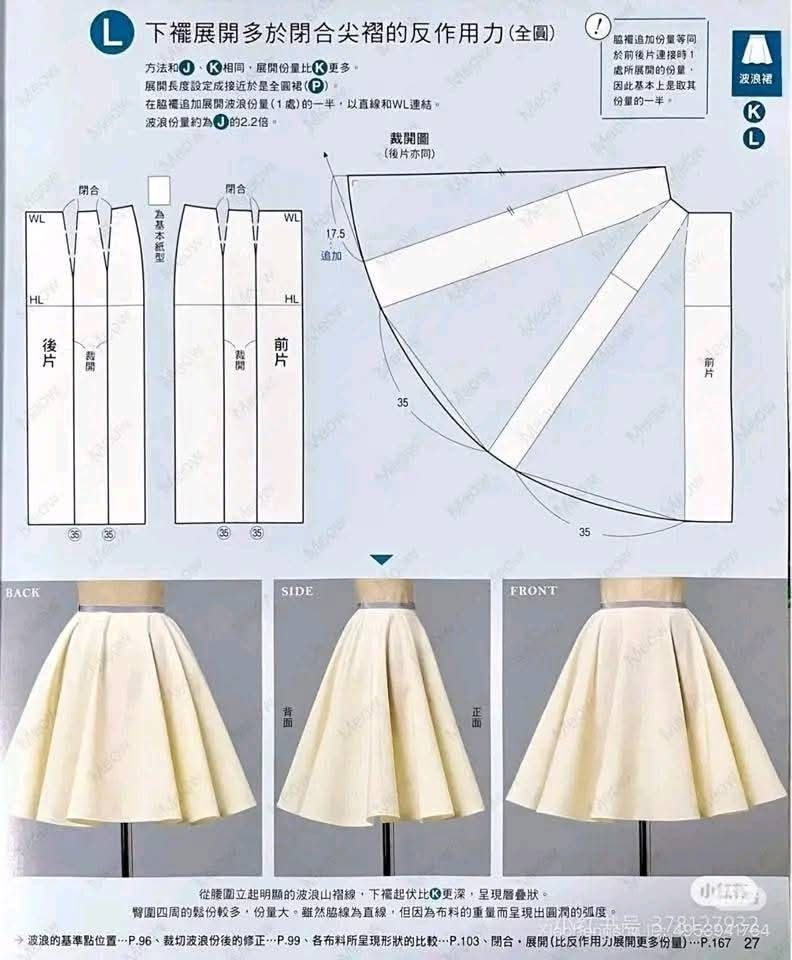 L 下襬展開多於閉合尖褶的反作用力(全圓)
方法和J、K相同，展開份量比K更多。
展開長度設定成接近於是全圓裙(P)。
在脇襬追加展開波浪份量(1處)的一半，以直線和WL連結。
波浪份量約為J的2.2倍。
!
脇襬追加份量等同
於前後片連接時1
處所展開的份量，
因此基本上是取其
份量的一半。
波浪裙
K
L
裁開圖
(後片亦同)
閉合
閉合
為基本紙型
WL
WL
HL
HL
後片
裁開
裁開
前片
35
35
35
35
17.5
追加
35
35
前片
BACK
SIDE
FRONT
背面
正面
從腰圍立起明顯的波浪山褶線，下襬起伏比K更深，呈現層疊狀。
臀圍四周的鬆份較多，份量大。雖然脇線為直線，但因為布料的重量而呈現出圓潤的弧度。
→ 波浪的基準點位置…P.96、裁切波浪份後的修正…P.99、各布料所呈現形狀的比較…P.103、閉合・展開(比反作用力展開更多份量)…P.167 27
Meow
小红书